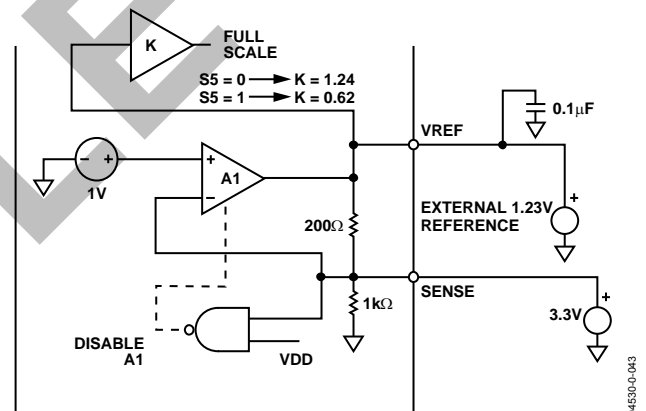 K
FULL
SCALE
S5 = 0 → K = 1.24
S5 = 1 → K = 0.62
0.1μF
VREF
− +
1V
+
A1
−
200Ω
EXTERNAL 1.23V
REFERENCE
+
SENSE
1kΩ
+
3.3V
DISABLE
A1
VDD
4530-0-043